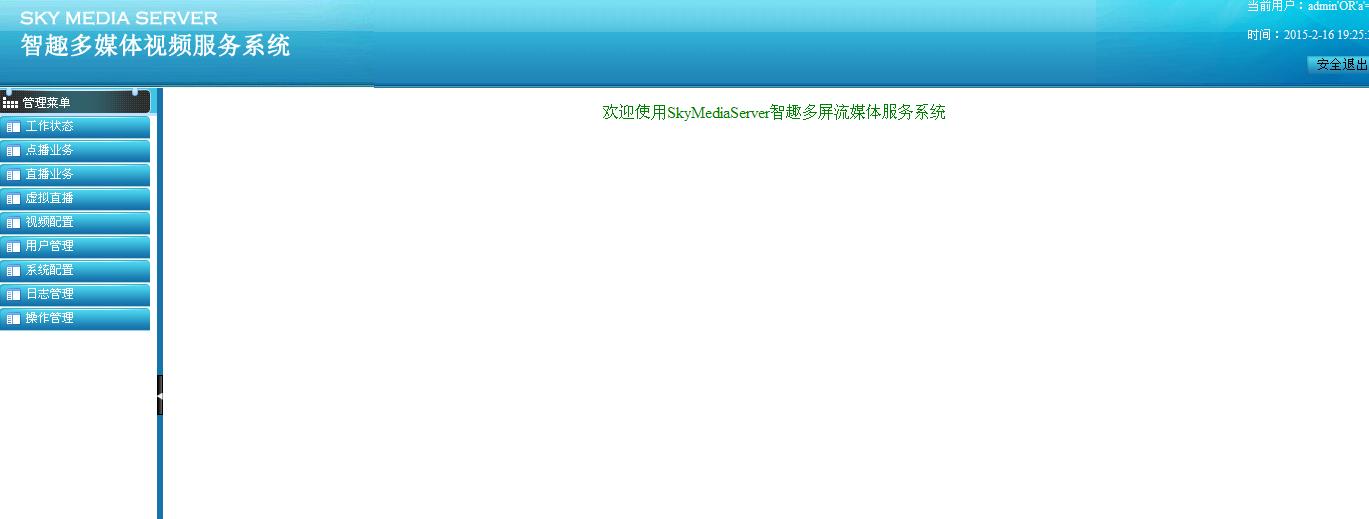 SKY MEDIA SERVER
智趣多媒体视频服务系统
当前用户：admin'OR'a'=
时间：2015-2-16 19:25:
安全退出
管理菜单
工作状态
点播业务
直播业务
虚拟直播
视频配置
用户管理
系统配置
日志管理
操作管理
欢迎使用SkyMediaServer智趣多屏流媒体服务系统